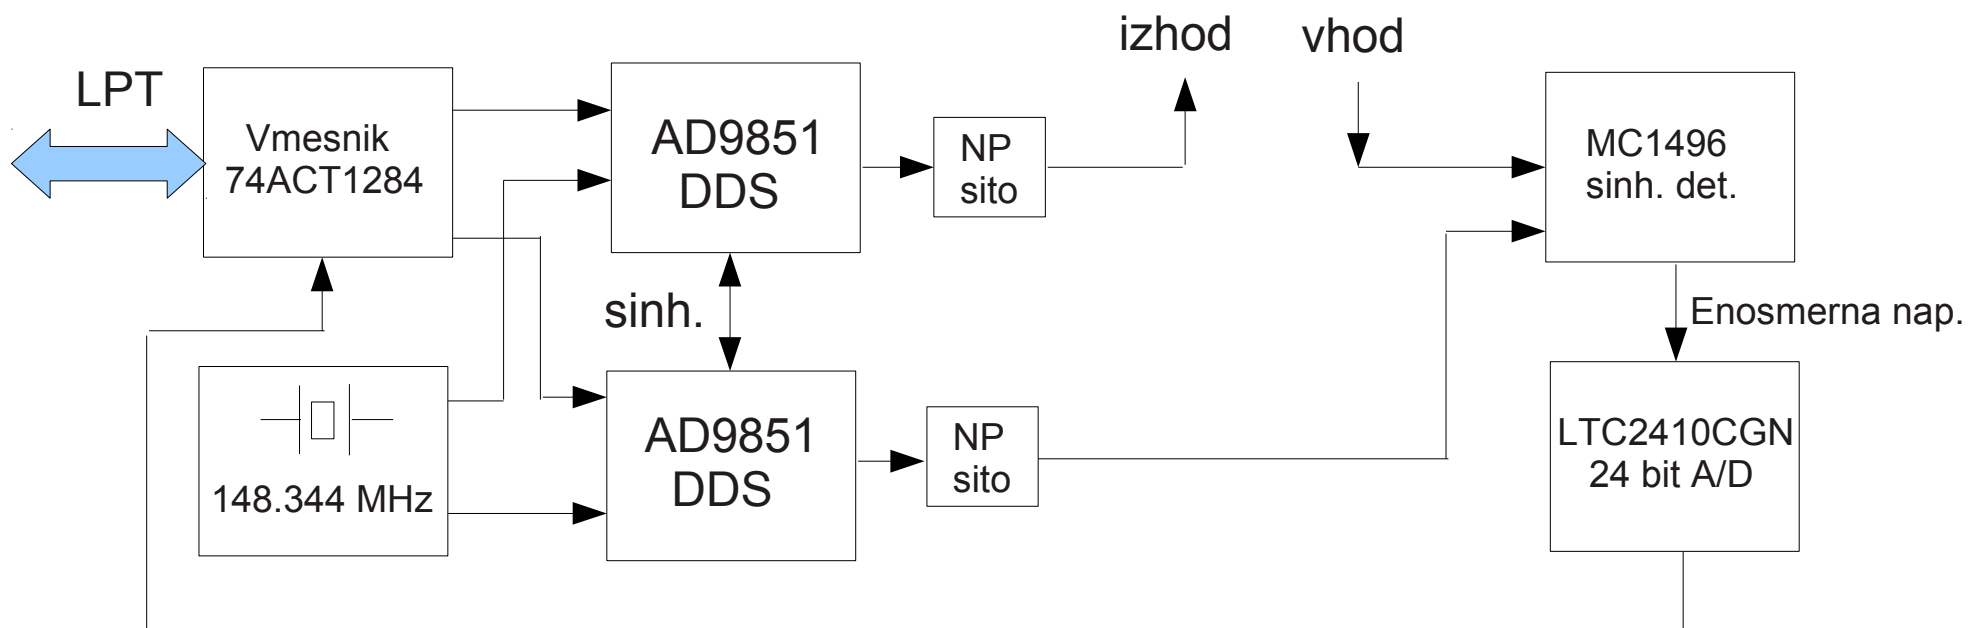 izhod
vhod
LPT
Vmesnik
74ACT1284
AD9851
DDS
NP
sito
MC1496
sinh. det.
sinh.
Enosmerna nap.
148.344 MHz
AD9851
DDS
NP
sito
LTC2410CGN
24 bit A/D